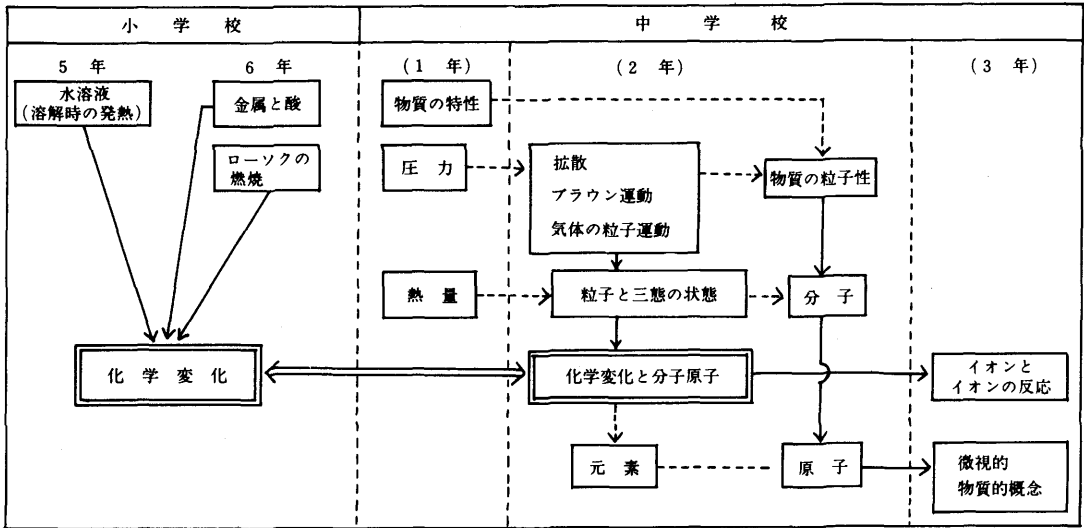 小 学 校
中 学 校
5 年
6 年
(1 年)
(2 年)
(3 年)
水溶液
(溶解時の発熱)
金属と酸
ローソクの
燃焼
化 学 変 化
物質の特性
圧 力
熱 量
拡散
ブラウン運動
気体の粒子運動
物質の粒子性
粒子と三態の状態
分 子
化学変化と分子原子
元 素
原 子
イオンと
イオンの反応
微視的
物質的概念